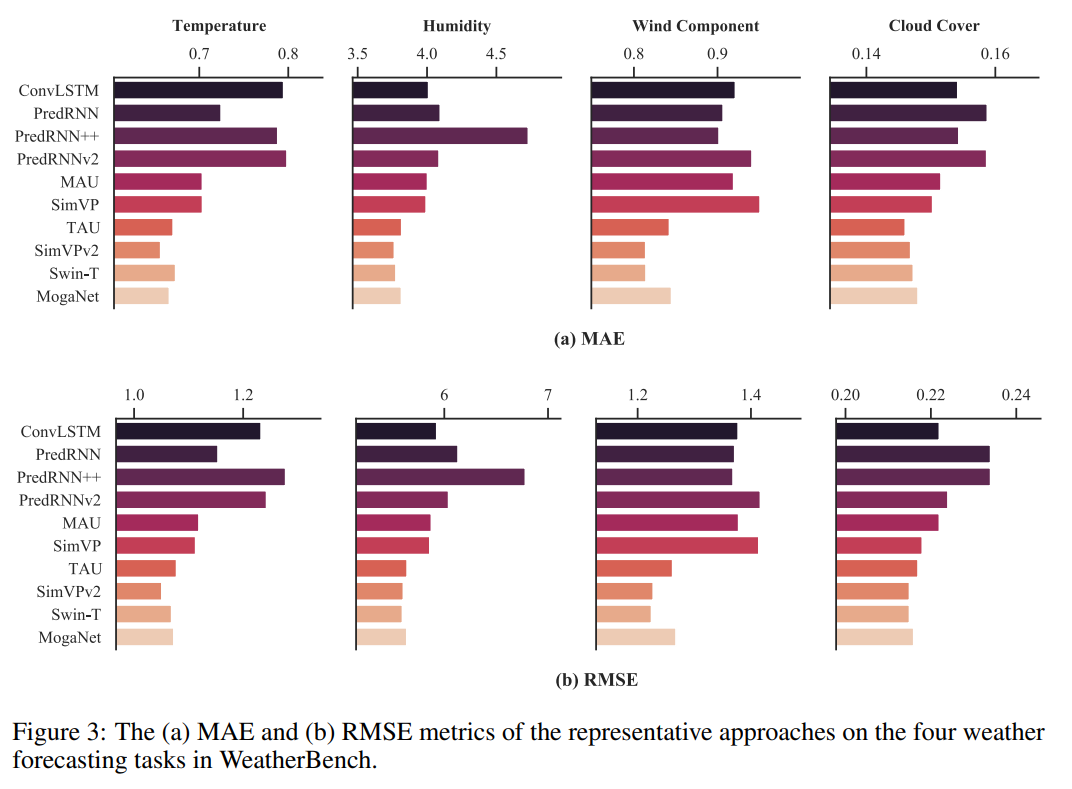 Temperature Humidity Wind Component Cloud Cover
0.7 0.8 3.5 4.0 4.5 0.8 0.9 0.14 0.16
ConvLSTM
PredRNN
PredRNN++
PredRNNv2
MAU
SimVP
TAU
SimVPv2
Swin-T
MogaNet
(a) MAE
1.0 1.2 6 7 1.2 1.4 0.20 0.22 0.24
ConvLSTM
PredRNN
PredRNN++
PredRNNv2
MAU
SimVP
TAU
SimVPv2
Swin-T
MogaNet
(b) RMSE
Figure 3: The (a) MAE and (b) RMSE metrics of the representative approaches on the four weather
forecasting tasks in WeatherBench.